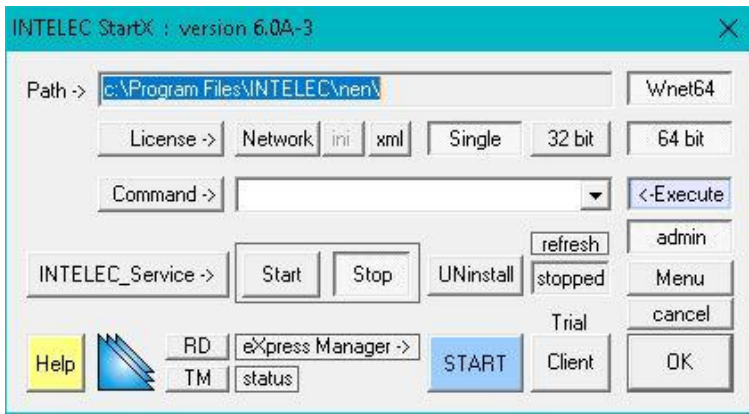 INTELEC StartX : version 6.0A-3
Path -> c:\Program Files\INTELEC\nen\ Wnet64
License -> Network ini xml Single 32 bit 64 bit
Command -> <-Execute
refresh admin
INTELEC_Service -> Start Stop UNinstall stopped Menu
Trial cancel
Help RD eXpress Manager -> START Client OK
TM status